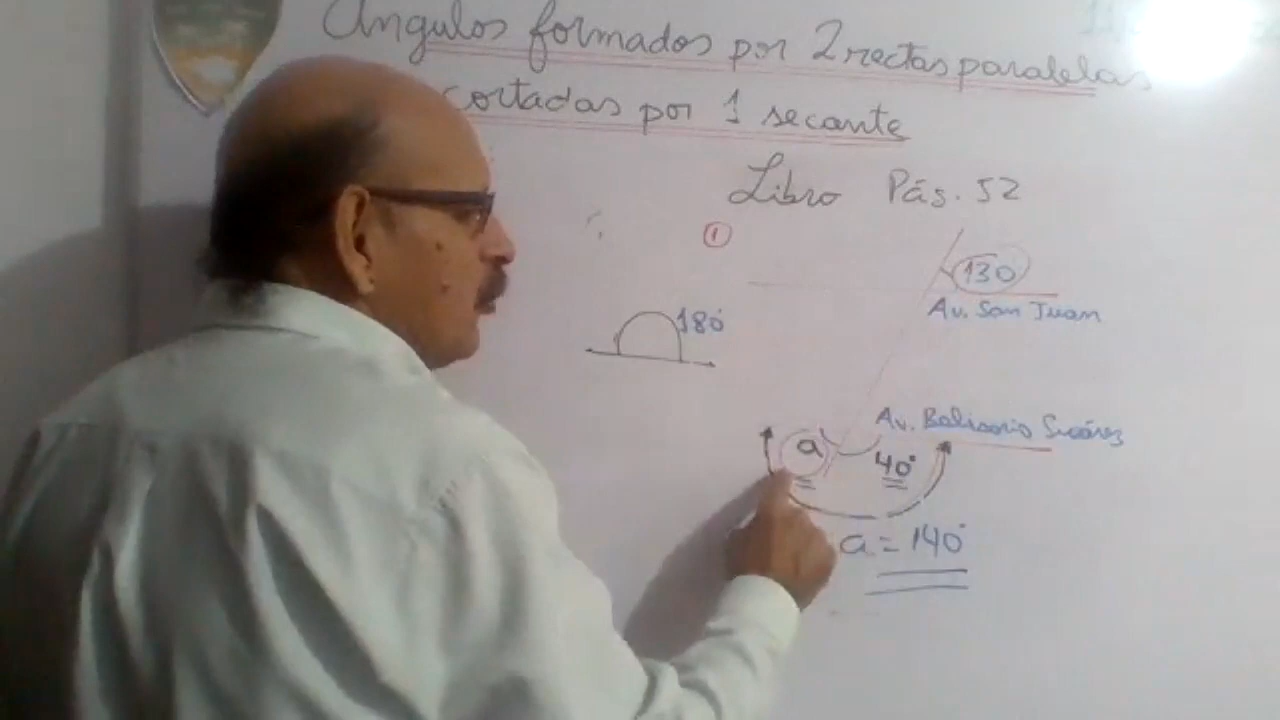 Angulos formados por 2 rectas paralelas
cortadas por 1 secante
Libro Pás. 52
1
130
Av. San Juan
180°
Av. Balisario Suárez
a
40°
a = 140°